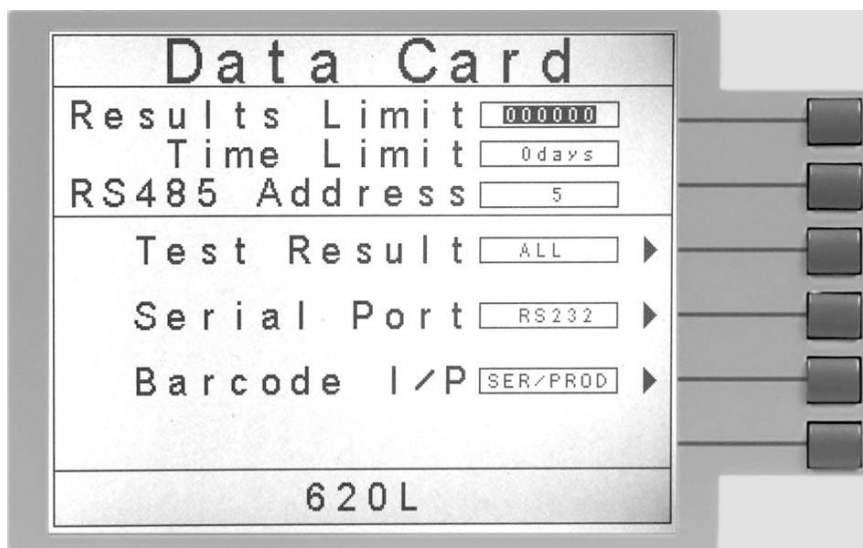 Data Card
Results Limit 000000
Time Limit 0days
RS485 Address 5
Test Result ALL
Serial Port RS232
Barcode I/P SER/PROD
620L